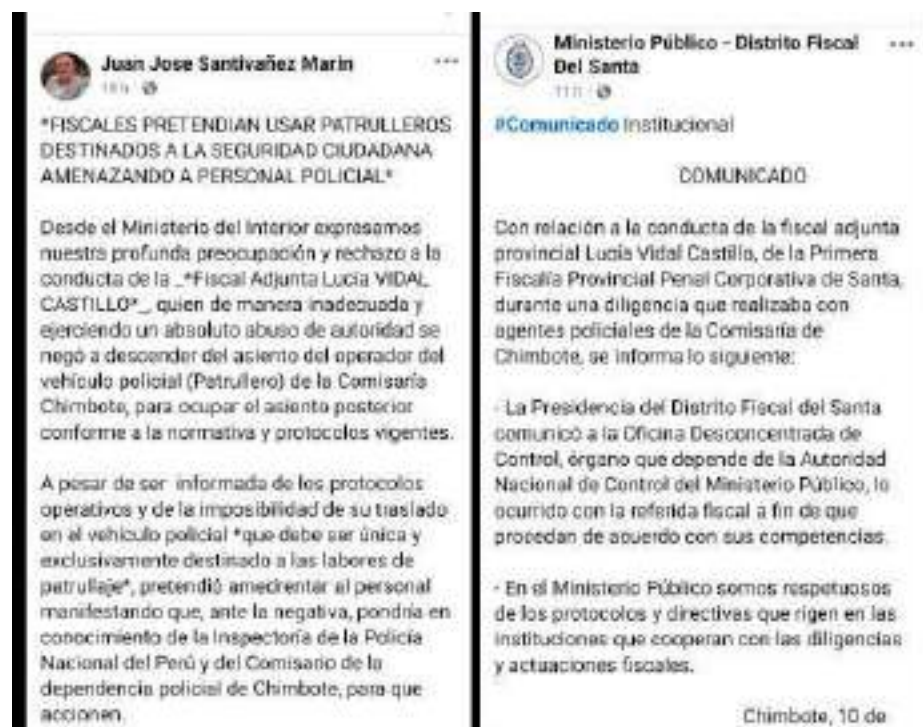 Juan Jose Santivañez Marin
*FISCALES PRETENDIAN USAR PATRULLEROS
DESTINADOS A LA SEGURIDAD CIUDADANA
AMENAZANDO A PERSONAL POLICIAL*
Desde el Ministerio del Interior expresamos
nuestra profunda preocupación y rechazo a la
conducta de la _*Fiscal Adjunta Lucia VIDAL
CASTILLO*_, quien de manera inadecuada y
ejerciendo un absoluto abuso de autoridad se
negó a descender del asiento del operador del
vehículo policial (Patrullero) de la Comisaría
Chimbote, para ocupar el asiento posterior
conforme a la normativa y protocolos vigentes.
A pesar de ser informada de los protocolos
operativos y de la imposibilidad de su traslado
en el vehículo policial *que debe ser única y
exclusivamente destinado a las labores de
patrullaje*, pretendió amedrentar al personal
manifestando que, ante la negativa, pondría en
conocimiento de la Inspectoría de la Policía
Nacional del Perú y del Comisario de la
dependencia policial de Chimbote, para que
accionen.
Ministerio Público - Distrito Fiscal
Del Santa
11 h
#Comunicado Institucional
COMUNICADO
Con relación a la conducta de la fiscal adjunta
provincial Lucía Vidal Castillo, de la Primera
Fiscalía Provincial Penal Corporativa de Santa,
durante una diligencia que realizaba con
agentes policiales de la Comisaría de
Chimbote, se informa lo siguiente:
- La Presidencia del Distrito Fiscal del Santa
comunicó a la Oficina Desconcentrada de
Control, órgano que depende de la Autoridad
Nacional de Control del Ministerio Público, lo
ocurrido con la referida fiscal a fin de que
procedan de acuerdo con sus competencias.
- En el Ministerio Público somos respetuosos
de los protocolos y directivas que rigen en las
instituciones que cooperan con las diligencias
y actuaciones fiscales.
Chimbote, 10 de